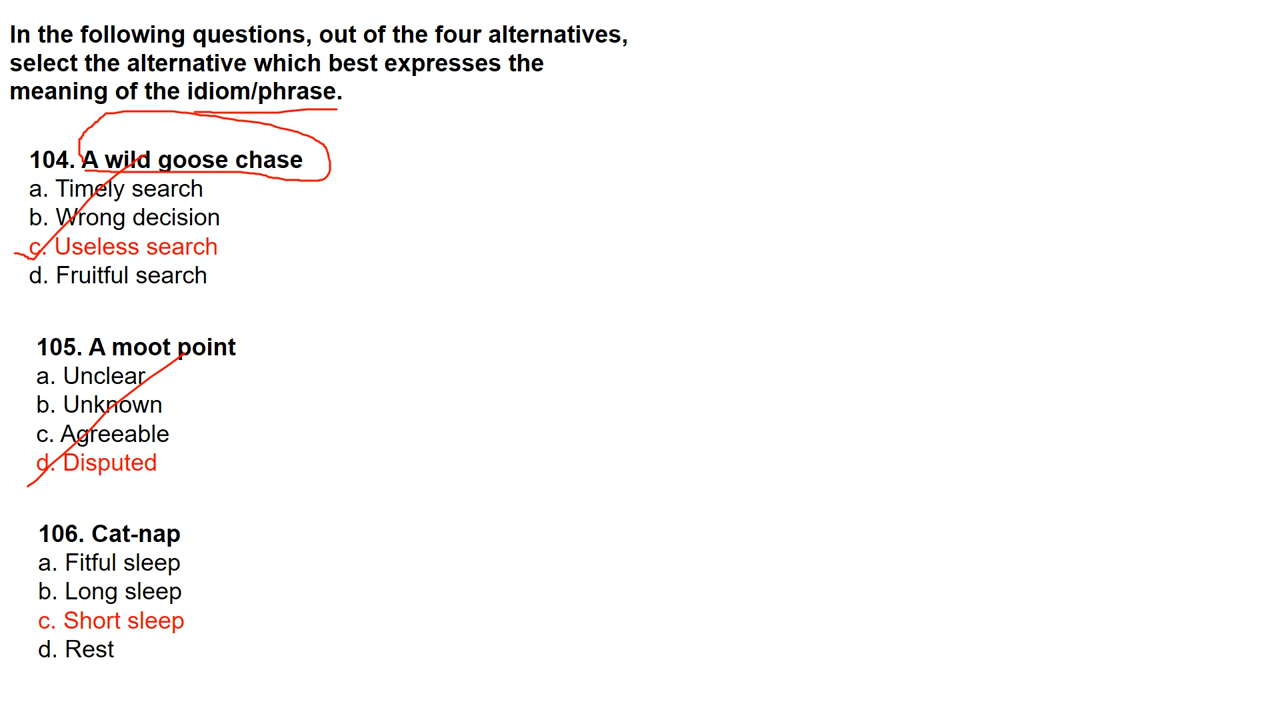 In the following questions, out of the four alternatives,
select the alternative which best expresses the
meaning of the idiom/phrase.
104. A wild goose chase
a. Timely search
b. Wrong decision
c. Useless search
d. Fruitful search
105. A moot point
a. Unclear
b. Unknown
c. Agreeable
d. Disputed
106. Cat-nap
a. Fitful sleep
b. Long sleep
c. Short sleep
d. Rest